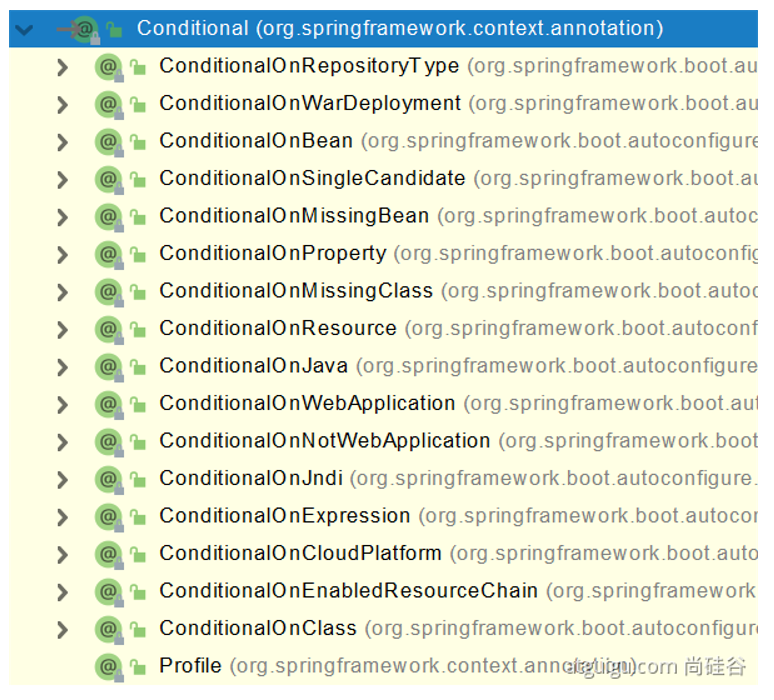 Conditional (org.springframework.context.annotation)
ConditionalOnRepositoryType (org.springframework.boot.au
ConditionalOnWarDeployment (org.springframework.boot.au
ConditionalOnBean (org.springframework.boot.autoconfigure
ConditionalOnSingleCandidate (org.springframework.boot.au
ConditionalOnMissingBean (org.springframework.boot.autoc
ConditionalOnProperty (org.springframework.boot.autoconfig
ConditionalOnMissingClass (org.springframework.boot.autoc
ConditionalOnResource (org.springframework.boot.autoconf
ConditionalOnJava (org.springframework.boot.autoconfigure
ConditionalOnWebApplication (org.springframework.boot.aut
ConditionalOnNotWebApplication (org.springframework.boot
ConditionalOnJndi (org.springframework.boot.autoconfigure.
ConditionalOnExpression (org.springframework.boot.autocon
ConditionalOnCloudPlatform (org.springframework.boot.auto
ConditionalOnEnabledResourceChain (org.springframework
ConditionalOnClass (org.springframework.boot.autoconfigure
Profile (org.springframework.context.annotation)
atguigu.com 尚硅谷